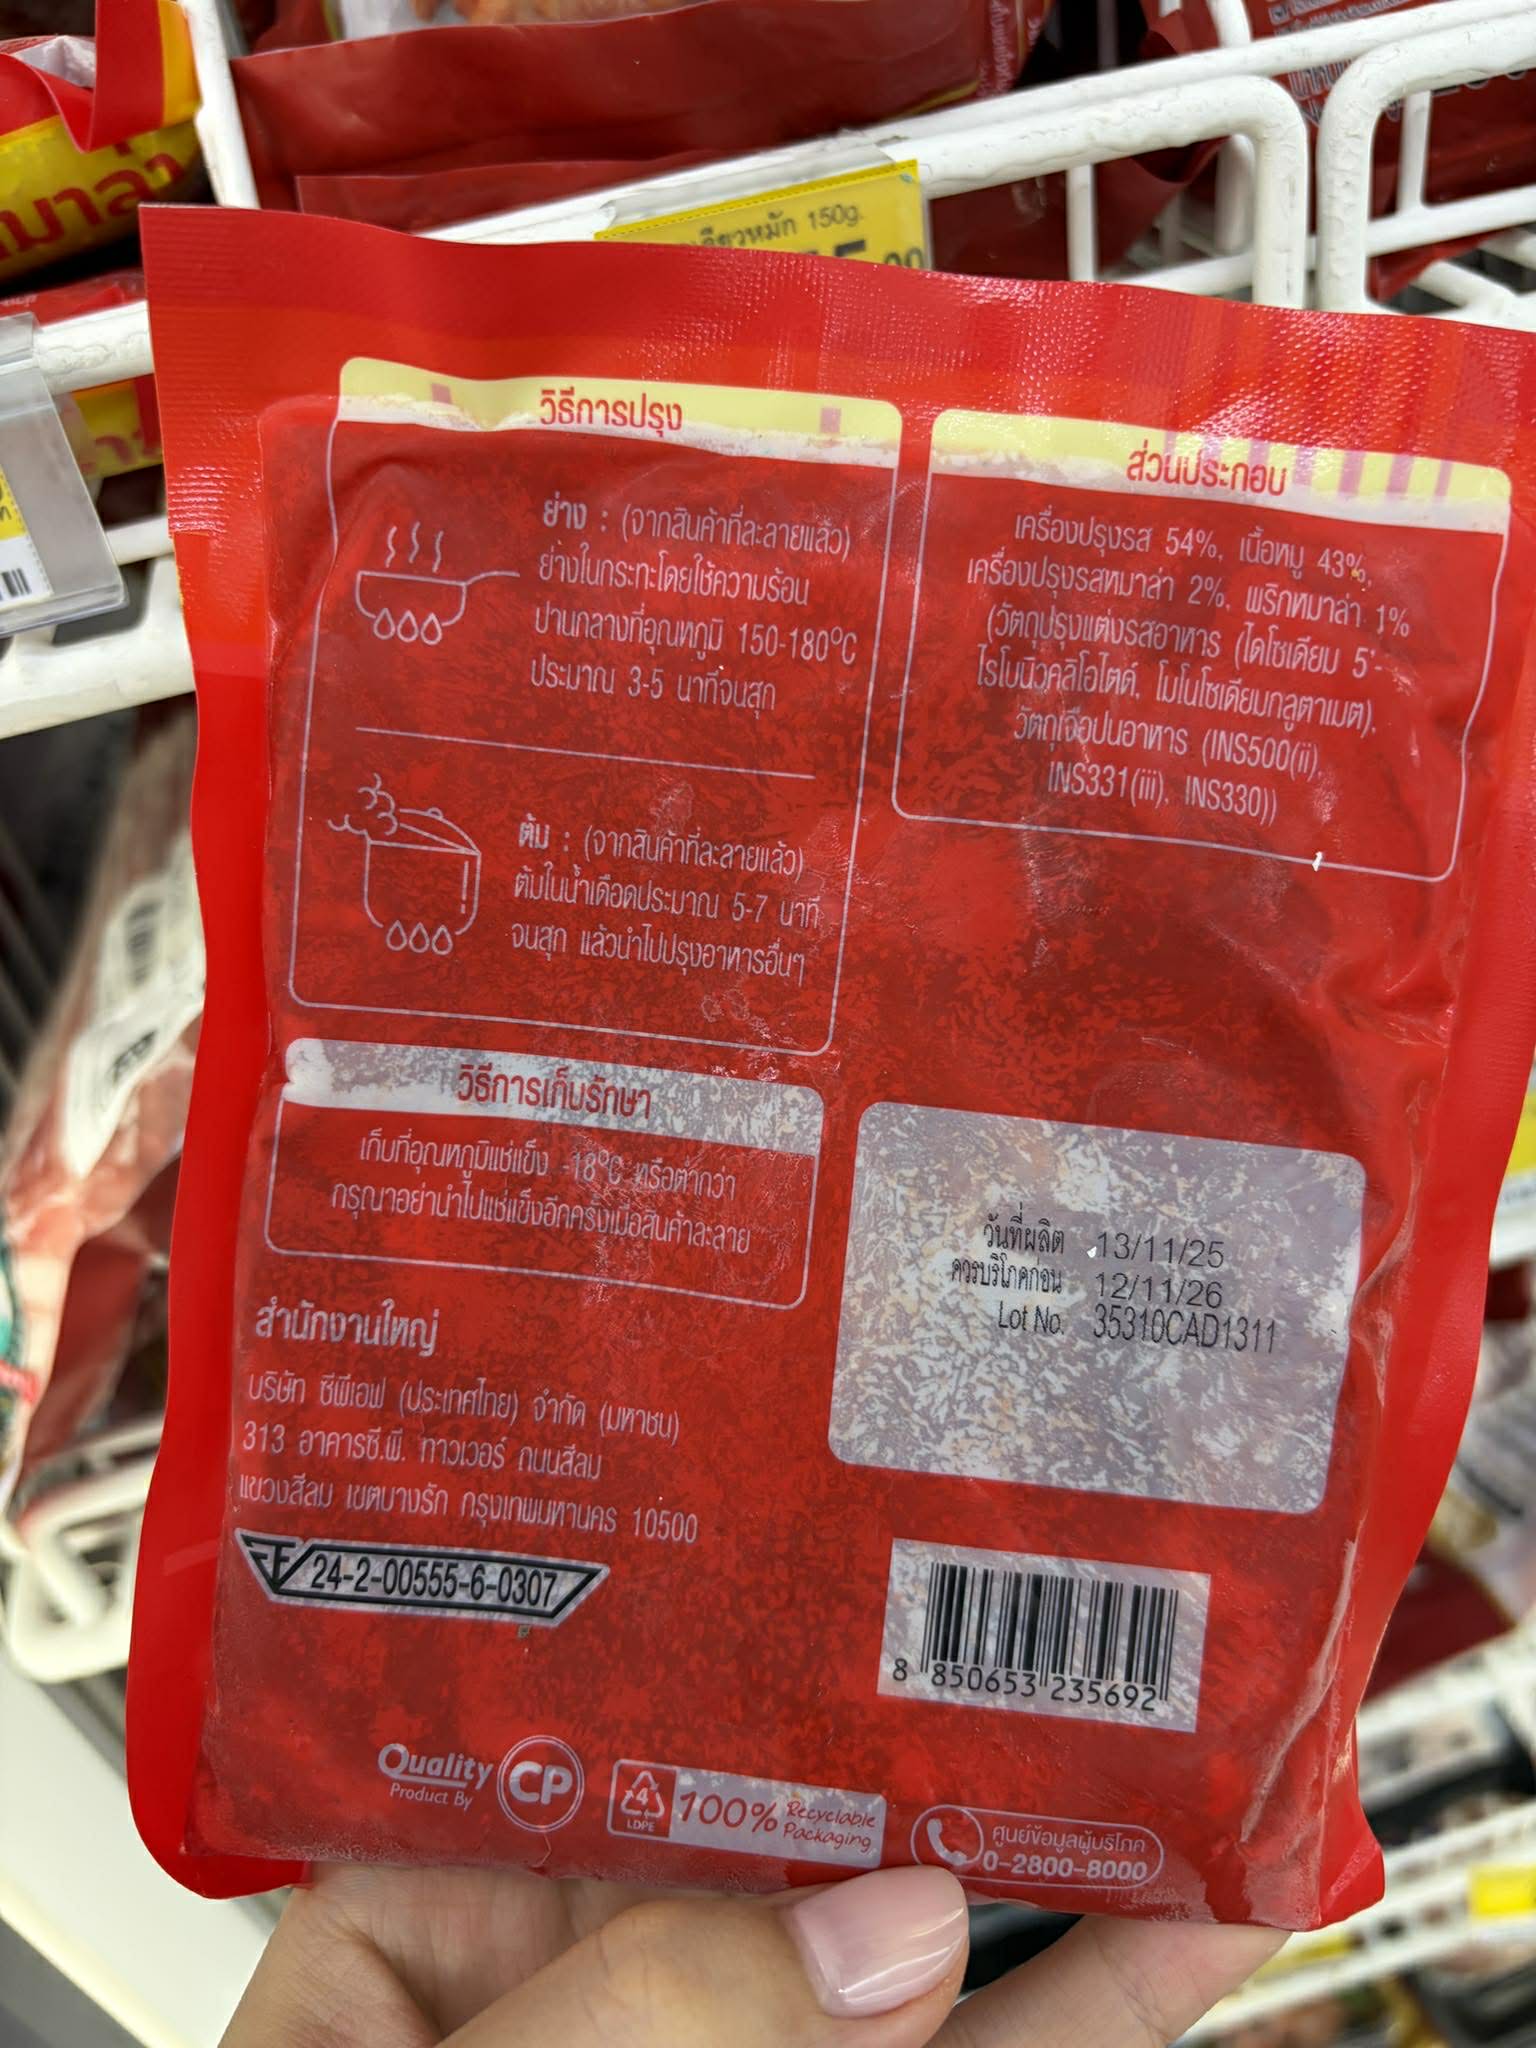 หมัก 150g.
วิธีการปรุง
ย่าง : (จากสินค้าที่ละลายแล้ว)
ย่างในกระทะโดยใช้ความร้อน
ปานกลางที่อุณหภูมิ 150-180°C
ประมาณ 3-5 นาทีจนสุก
ต้ม : (จากสินค้าที่ละลายแล้ว)
ต้มในน้ำเดือดประมาณ 5-7 นาที
จนสุก แล้วนำไปปรุงอาหารอื่นๆ
ส่วนประกอบ
เครื่องปรุงรส 54%, เนื้อหมู 43%,
เครื่องปรุงรสหมาล่า 2%, พริกหมาล่า 1%
(วัตถุปรุงแต่งรสอาหาร (ไดโซเดียม 5'-
ไรโบนิวคลิโอไตด์, โมโนโซเดียมกลูตาเมต),
วัตถุเจือปนอาหาร (INS500(ii),
INS331(iii), INS330))
วิธีการเก็บรักษา
เก็บที่อุณหภูมิแช่แข็ง -18°C หรือต่ำกว่า
กรุณาอย่านำไปแช่แข็งอีกครั้งเมื่อสินค้าละลาย
วันที่ผลิต 13/11/25
ควรบริโภคก่อน 12/11/26
Lot No. 35310CAD1311
สำนักงานใหญ่
บริษัท ซีพีเอฟ (ประเทศไทย) จำกัด (มหาชน)
313 อาคารซี.พี. ทาวเวอร์ ถนนสีลม
แขวงสีลม เขตบางรัก กรุงเทพมหานคร 10500
24-2-00555-6-0307
8 850653 235692
Quality
Product By
CP
4
LDPE
100% Recyclable
Packaging
ศูนย์ข้อมูลผู้บริโภค
0-2800-8000